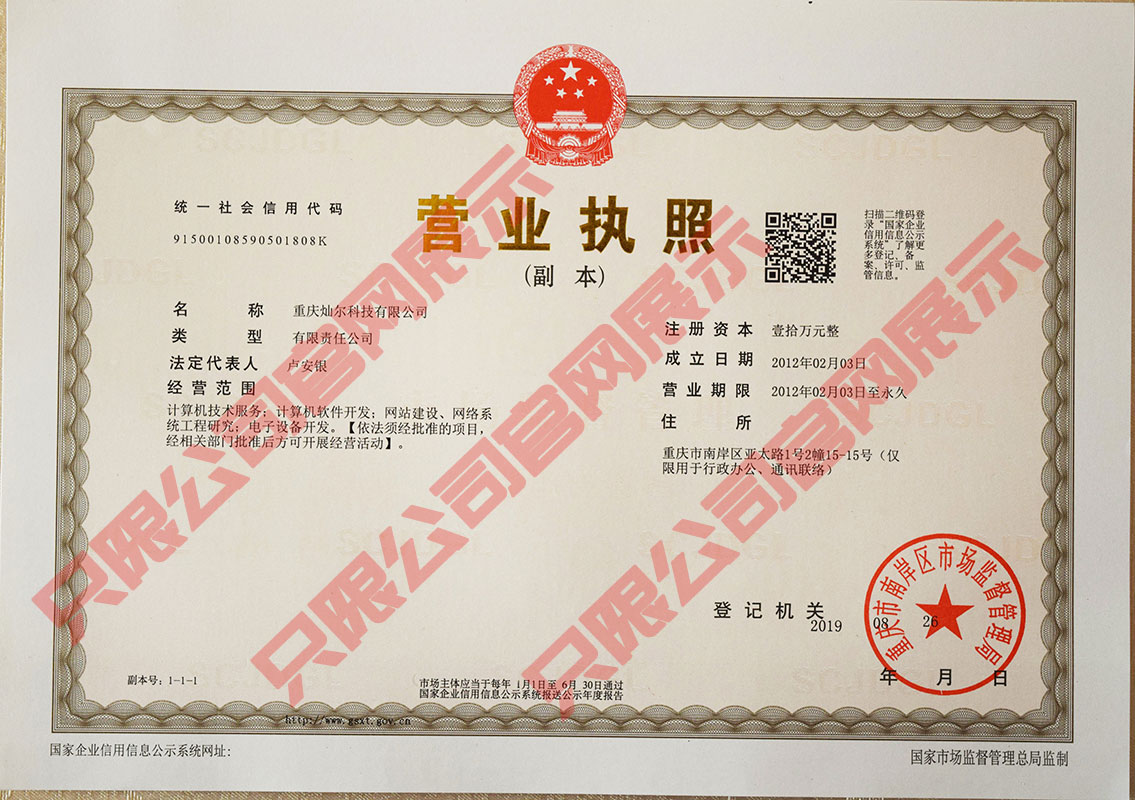 统一社会信用代码
91500108590501808K
营业执照
（副 本）
扫描二维码登
录“国家企业
信用信息公示
系统”了解更
多登记、备
案、许可、监
管信息。
名 称 重庆灿尔科技有限公司
类 型 有限责任公司
法定代表人 卢安银
经营范围
计算机技术服务；计算机软件开发；网站建设、网络系
统工程研究；电子设备开发。【依法须经批准的项目，
经相关部门批准后方可开展经营活动】。
注册资本 壹拾万元整
成立日期 2012年02月03日
营业期限 2012年02月03日至永久
住 所
重庆市南岸区亚太路1号2幢15-15号（仅
限用于行政办公、通讯联络）
登记机关
2019 08 26
年 月 日
重庆市南岸区市场监督管理局
副本号：1-1-1
市场主体应当于每年 1月1日至 6月 30日通过
国家企业信用信息公示系统报送公示年度报告
http://www.gsxt.gov.cn
国家企业信用信息公示系统网址：
国家市场监督管理总局监制
只限公司官网展示
只限公司官网展示
只限公司官网展示